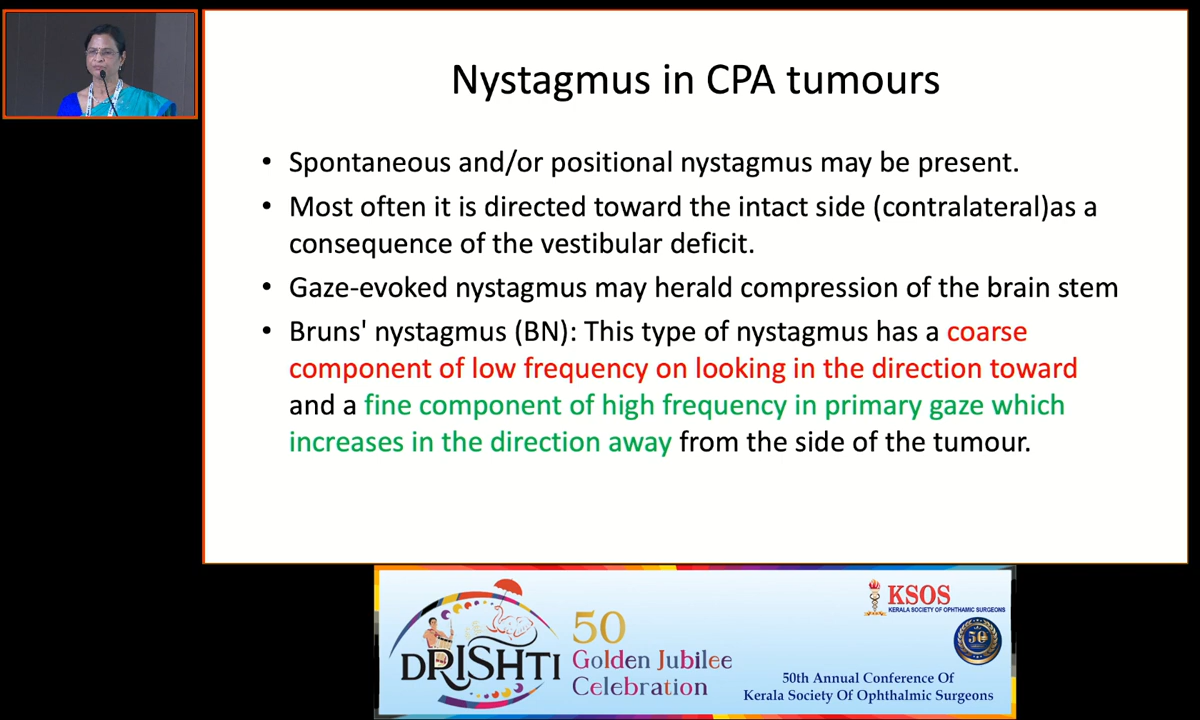 Nystagmus in CPA tumours
• Spontaneous and/or positional nystagmus may be present.
• Most often it is directed toward the intact side (contralateral)as a
consequence of the vestibular deficit.
• Gaze-evoked nystagmus may herald compression of the brain stem
• Bruns' nystagmus (BN): This type of nystagmus has a coarse
component of low frequency on looking in the direction toward
and a fine component of high frequency in primary gaze which
increases in the direction away from the side of the tumour.
DRISHTI
50
Golden Jubilee
Celebration
KSOS
KERALA SOCIETY OF OPHTHAMIC SURGEONS
50
50th Annual Conference Of
Kerala Society Of Ophthalmic Surgeons